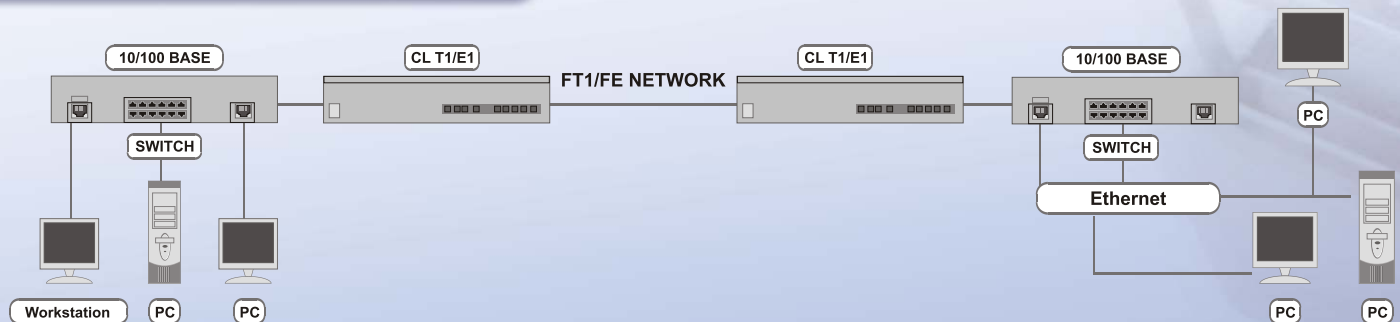 10/100 BASE
CL T1/E1
FT1/FE NETWORK
CL T1/E1
10/100 BASE
PC
SWITCH
SWITCH
Ethernet
Workstation
PC
PC
PC
PC